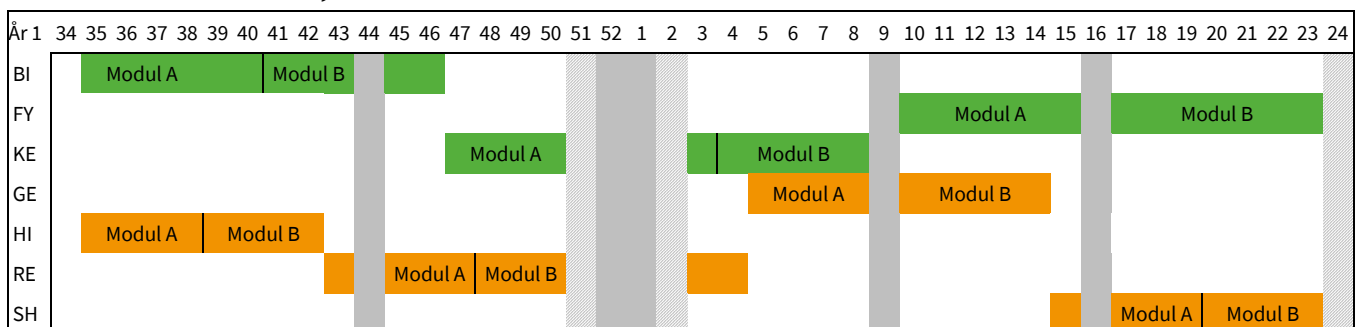 År 1 34 35 36 37 38 39 40 41 42 43 44 45 46 47 48 49 50 51 52 1 2 3 4 5 6 7 8 9 10 11 12 13 14 15 16 17 18 19 20 21 22 23 24
BI Modul A Modul B
FY Modul A Modul B
KE Modul A Modul B
GE Modul A Modul B
HI Modul A Modul B
RE Modul A Modul B
SH Modul A Modul B